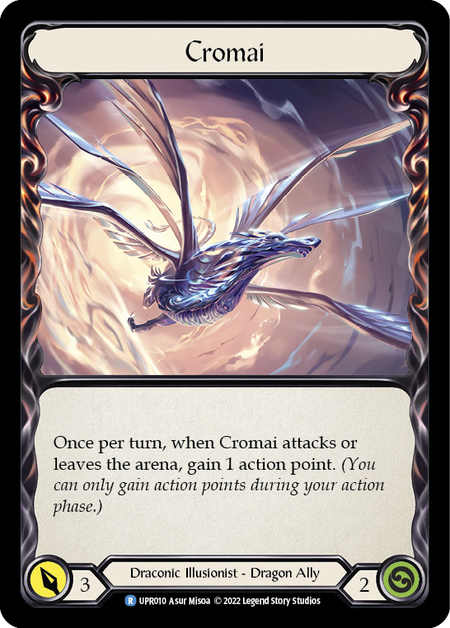 Cromai
Once per turn, when Cromai attacks or
leaves the arena, gain 1 action point. (You
can only gain action points during your action
phase.)
3
Draconic Illusionist - Dragon Ally
2
R UPR010 Asur Misoa © 2022 Legend Story Studios